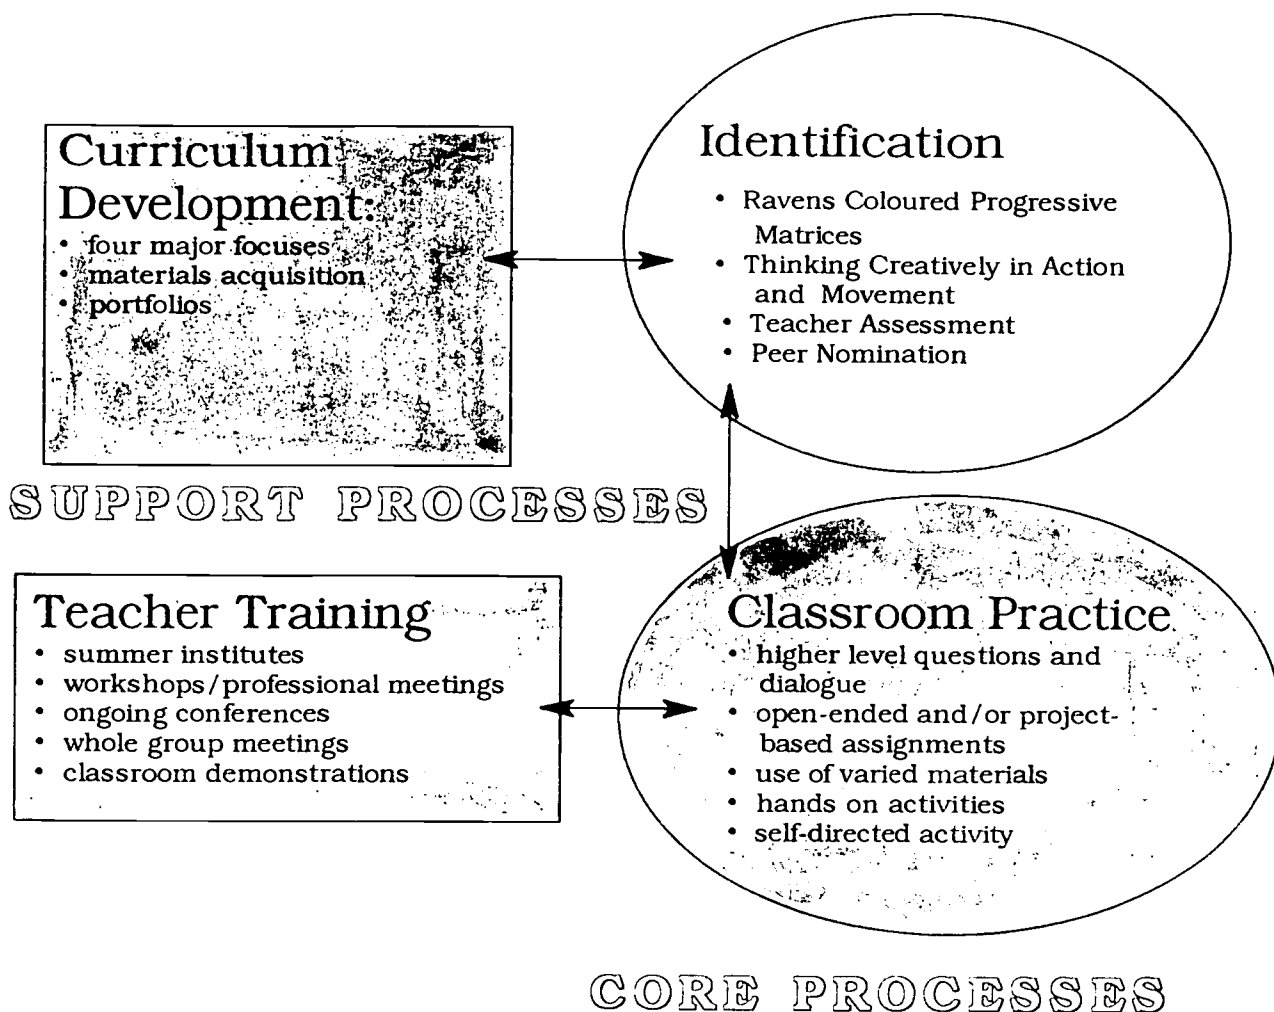 Curriculum
Development:
• four major focuses
• materials acquisition
• portfolios
Identification
• Ravens Coloured Progressive
Matrices
• Thinking Creatively in Action
and Movement
• Teacher Assessment
• Peer Nomination
SUPPORT PROCESSES
Teacher Training
• summer institutes
• workshops/professional meetings
• ongoing conferences
• whole group meetings
• classroom demonstrations
Classroom Practice
• higher level questions and
dialogue
• open-ended and/or project-
based assignments
• use of varied materials
• hands on activities
• self-directed activity
CORE PROCESSES